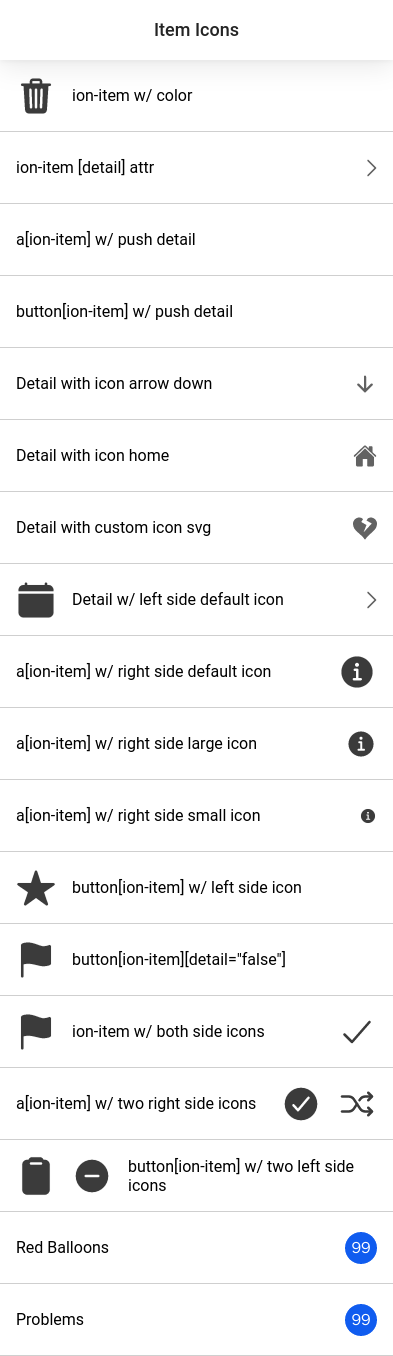 Item Icons
ion-item w/ color
ion-item [detail] attr
a[ion-item] w/ push detail
button[ion-item] w/ push detail
Detail with icon arrow down
Detail with icon home
Detail with custom icon svg
Detail w/ left side default icon
a[ion-item] w/ right side default icon
a[ion-item] w/ right side large icon
a[ion-item] w/ right side small icon
button[ion-item] w/ left side icon
button[ion-item][detail="false"]
ion-item w/ both side icons
a[ion-item] w/ two right side icons
button[ion-item] w/ two left side
icons
Red Balloons 99
Problems 99